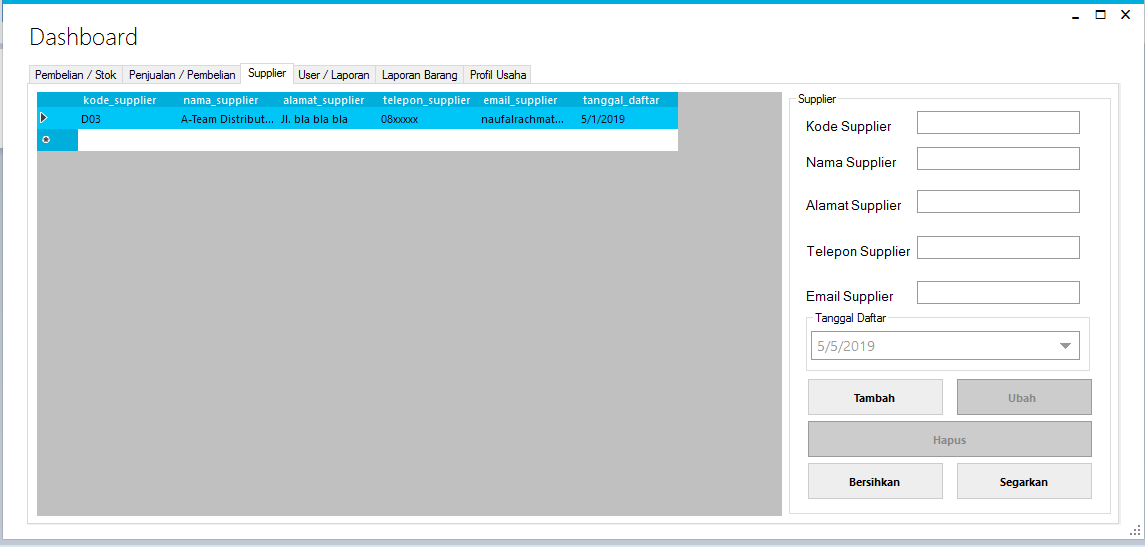 Dashboard
Pembelian / Stok Penjualan / Pembelian Supplier User / Laporan Laporan Barang Profil Usaha
kode_supplier nama_supplier alamat_supplier telepon_supplier email_supplier tanggal_daftar
D03 A-Team Distribut... Jl. bla bla bla 08xxxxx naufalrachmat... 5/1/2019
Supplier
Kode Supplier
Nama Supplier
Alamat Supplier
Telepon Supplier
Email Supplier
Tanggal Daftar
5/5/2019
Tambah Ubah
Hapus
Bersihkan Segarkan